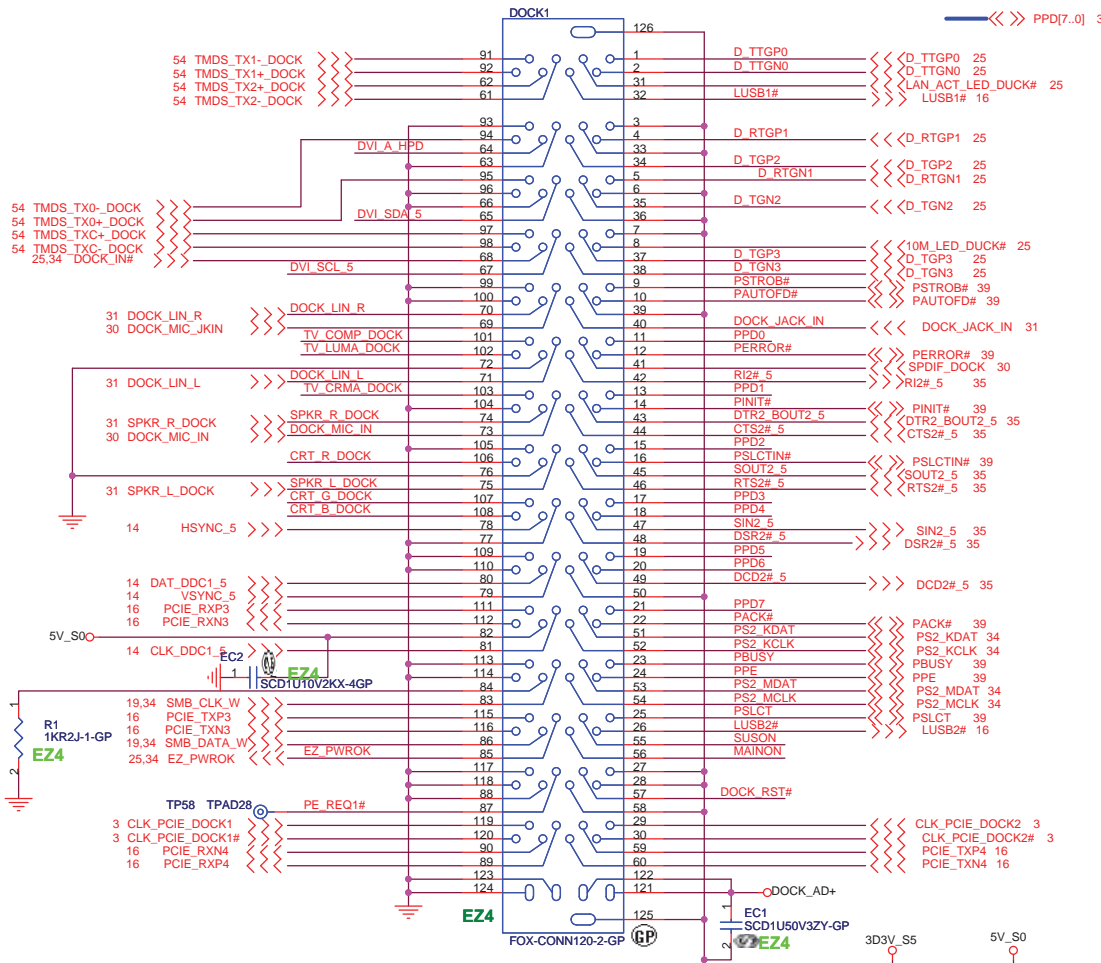 DOCK1
PPD[7..0] 3
126
54 TMDS_TX1-_DOCK 91 1 D_TTGP0 D_TTGP0 25
54 TMDS_TX1+_DOCK 92 2 D_TTGN0 D_TTGN0 25
54 TMDS_TX2+_DOCK 62 31 LAN_ACT_LED_DUCK# 25
54 TMDS_TX2-_DOCK 61 32 LUSB1# LUSB1# 16
93 3
94 4 D_RTGP1 D_RTGP1 25
DVI_A_HPD 64 33
63 34 D_TGP2 D_TGP2 25
95 5 D_RTGN1 D_RTGN1 25
96 6
54 TMDS_TX0-_DOCK 66 35 D_TGN2 D_TGN2 25
54 TMDS_TX0+_DOCK DVI_SDA_5 65 36
54 TMDS_TXC+_DOCK 97 7
54 TMDS_TXC-_DOCK 98 8 10M_LED_DUCK# 25
25,34 DOCK_IN# 68 37 D_TGP3 D_TGP3 25
DVI_SCL_5 67 38 D_TGN3 D_TGN3 25
99 9 PSTROB# PSTROB# 39
100 10 PAUTOFD# PAUTOFD# 39
31 DOCK_LIN_R DOCK_LIN_R 70 39
30 DOCK_MIC_JKIN 69 40 DOCK_JACK_IN DOCK_JACK_IN 31
TV_COMP_DOCK 101 11 PPD0
TV_LUMA_DOCK 102 12 PERROR# PERROR# 39
72 41 SPDIF_DOCK 30
31 DOCK_LIN_L DOCK_LIN_L 71 42 RI2#_5 RI2#_5 35
TV_CRMA_DOCK 103 13 PPD1
104 14 PINIT# PINIT# 39
31 SPKR_R_DOCK SPKR_R_DOCK 74 43 DTR2_BOUT2_5 DTR2_BOUT2_5 35
30 DOCK_MIC_IN DOCK_MIC_IN 73 44 CTS2#_5 CTS2#_5 35
105 15 PPD2
CRT_R_DOCK 106 16 PSLCTIN# PSLCTIN# 39
76 45 SOUT2_5 SOUT2_5 35
31 SPKR_L_DOCK SPKR_L_DOCK 75 46 RTS2#_5 RTS2#_5 35
CRT_G_DOCK 107 17 PPD3
CRT_B_DOCK 108 18 PPD4
14 HSYNC_5 78 47 SIN2_5 SIN2_5 35
77 48 DSR2#_5 DSR2#_5 35
109 19 PPD5
110 20 PPD6
14 DAT_DDC1_5 80 49 DCD2#_5 DCD2#_5 35
14 VSYNC_5 79 50
16 PCIE_RXP3 111 21 PPD7
16 PCIE_RXN3 112 22 PACK# PACK# 39
5V_S0 82 51 PS2_KDAT PS2_KDAT 34
14 CLK_DDC1_5 81 52 PS2_KCLK PS2_KCLK 34
EC2 1 113 23 PBUSY PBUSY 39
EZ4 114 24 PPE PPE 39
SCD1U10V2KX-4GP 84 53 PS2_MDAT PS2_MDAT 34
19,34 SMB_CLK_W 83 54 PS2_MCLK PS2_MCLK 34
16 PCIE_TXP3 115 25 PSLCT PSLCT 39
16 PCIE_TXN3 116 26 LUSB2# LUSB2# 16
19,34 SMB_DATA_W 86 55 SUSON
25,34 EZ_PWROK EZ_PWROK 85 56 MAINON
1
R1
1KR2J-1-GP
EZ4
2
117 27
118 28
88 57 DOCK_RST#
TP58 TPAD28 PE_REQ1# 87 58
3 CLK_PCIE_DOCK1 119 29 CLK_PCIE_DOCK2 3
3 CLK_PCIE_DOCK1# 120 30 CLK_PCIE_DOCK2# 3
16 PCIE_RXN4 90 59 PCIE_TXP4 16
16 PCIE_RXP4 89 60 PCIE_TXN4 16
123 122
124 121 DOCK_AD+
EZ4 125
FOX-CONN120-2-GP GP
1
EC1
SCD1U50V3ZY-GP
2 EZ4
3D3V_S5 5V_S0